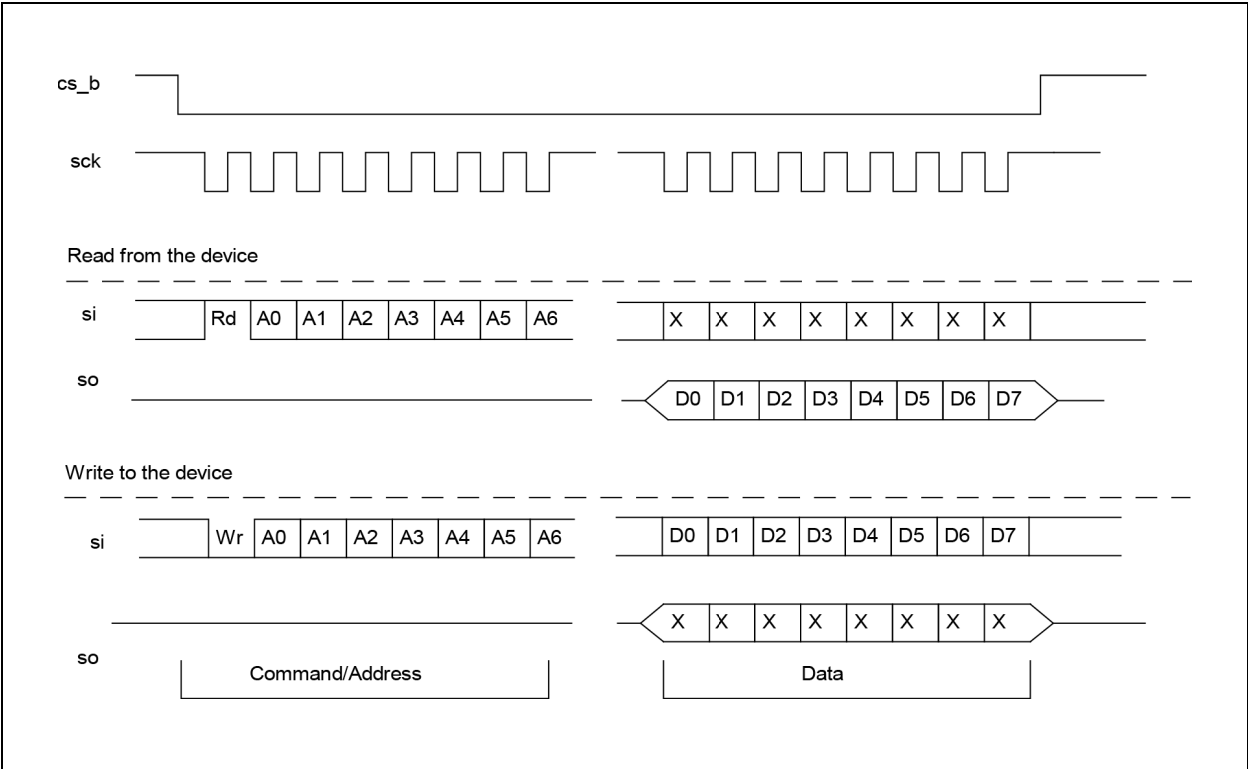 cs_b
sck
Read from the device
si Rd A0 A1 A2 A3 A4 A5 A6 X X X X X X X X
so D0 D1 D2 D3 D4 D5 D6 D7
Write to the device
si Wr A0 A1 A2 A3 A4 A5 A6 D0 D1 D2 D3 D4 D5 D6 D7
X X X X X X X X
so
Command/Address Data